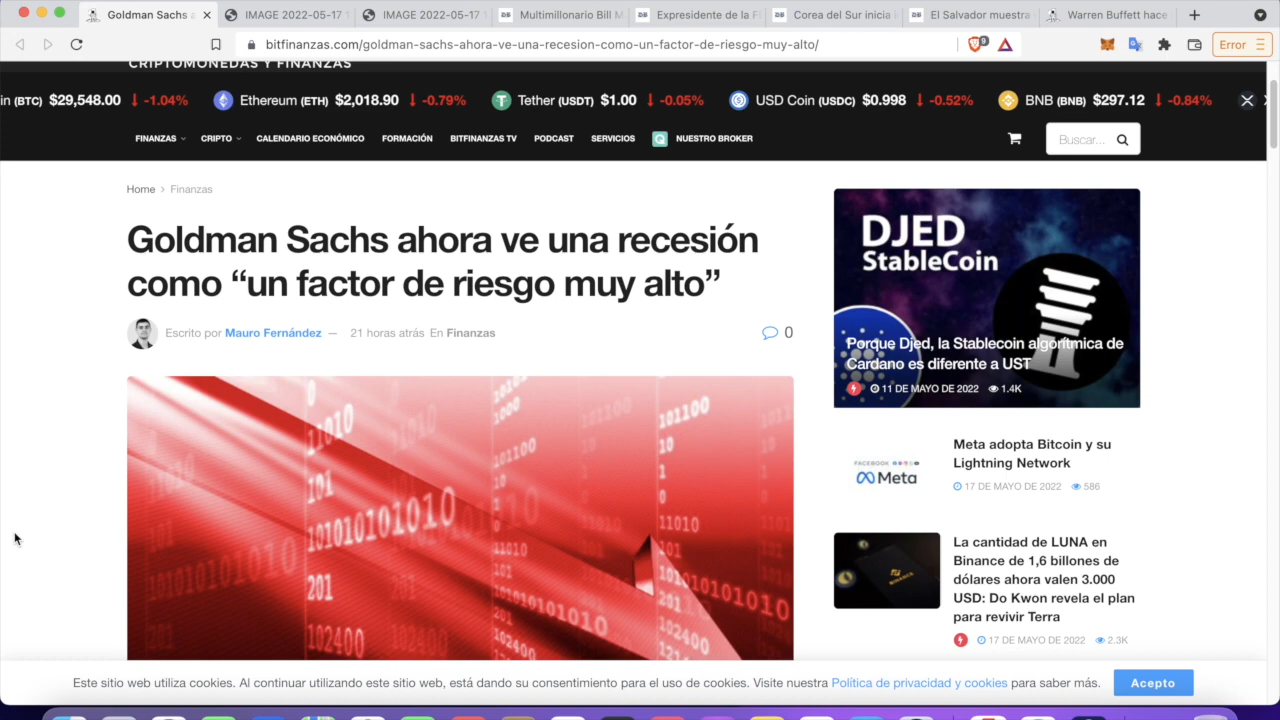 Goldman Sachs a
IMAGE 2022-05-17 1
IMAGE 2022-05-17 1
Multimillonario Bill M
Expresidente de la F
Corea del Sur inicia
El Salvador muestra
Warren Buffett hace
bitfinanzas.com/goldman-sachs-ahora-ve-una-recesion-como-un-factor-de-riesgo-muy-alto/
9
Error
CRIPTOMONEDAS Y FINANZAS
in (BTC) $29,548.00 -1.04%
Ethereum (ETH) $2,018.90 -0.79%
Tether (USDT) $1.00 -0.05%
USD Coin (USDC) $0.998 -0.52%
BNB (BNB) $297.12 -0.84%
FINANZAS CRIPTO CALENDARIO ECONÓMICO FORMACIÓN BITFINANZAS TV PODCAST SERVICIOS NUESTRO BROKER
Buscar...
Home > Finanzas
Goldman Sachs ahora ve una recesión
como “un factor de riesgo muy alto”
Escrito por Mauro Fernández — 21 horas atrás En Finanzas
0
DJED
StableCoin
Porque Djed, la Stablecoin algorítmica de
Cardano es diferente a UST
11 DE MAYO DE 2022 1.4K
FACEBOOK
Meta
Meta adopta Bitcoin y su
Lightning Network
17 DE MAYO DE 2022 586
BINANCE
La cantidad de LUNA en
Binance de 1,6 billones de
dólares ahora valen 3.000
USD: Do Kwon revela el plan
para revivir Terra
17 DE MAYO DE 2022 2.3K
Este sitio web utiliza cookies. Al continuar utilizando este sitio web, está dando su consentimiento para el uso de cookies. Visite nuestra Política de privacidad y cookies para saber más.
Acepto